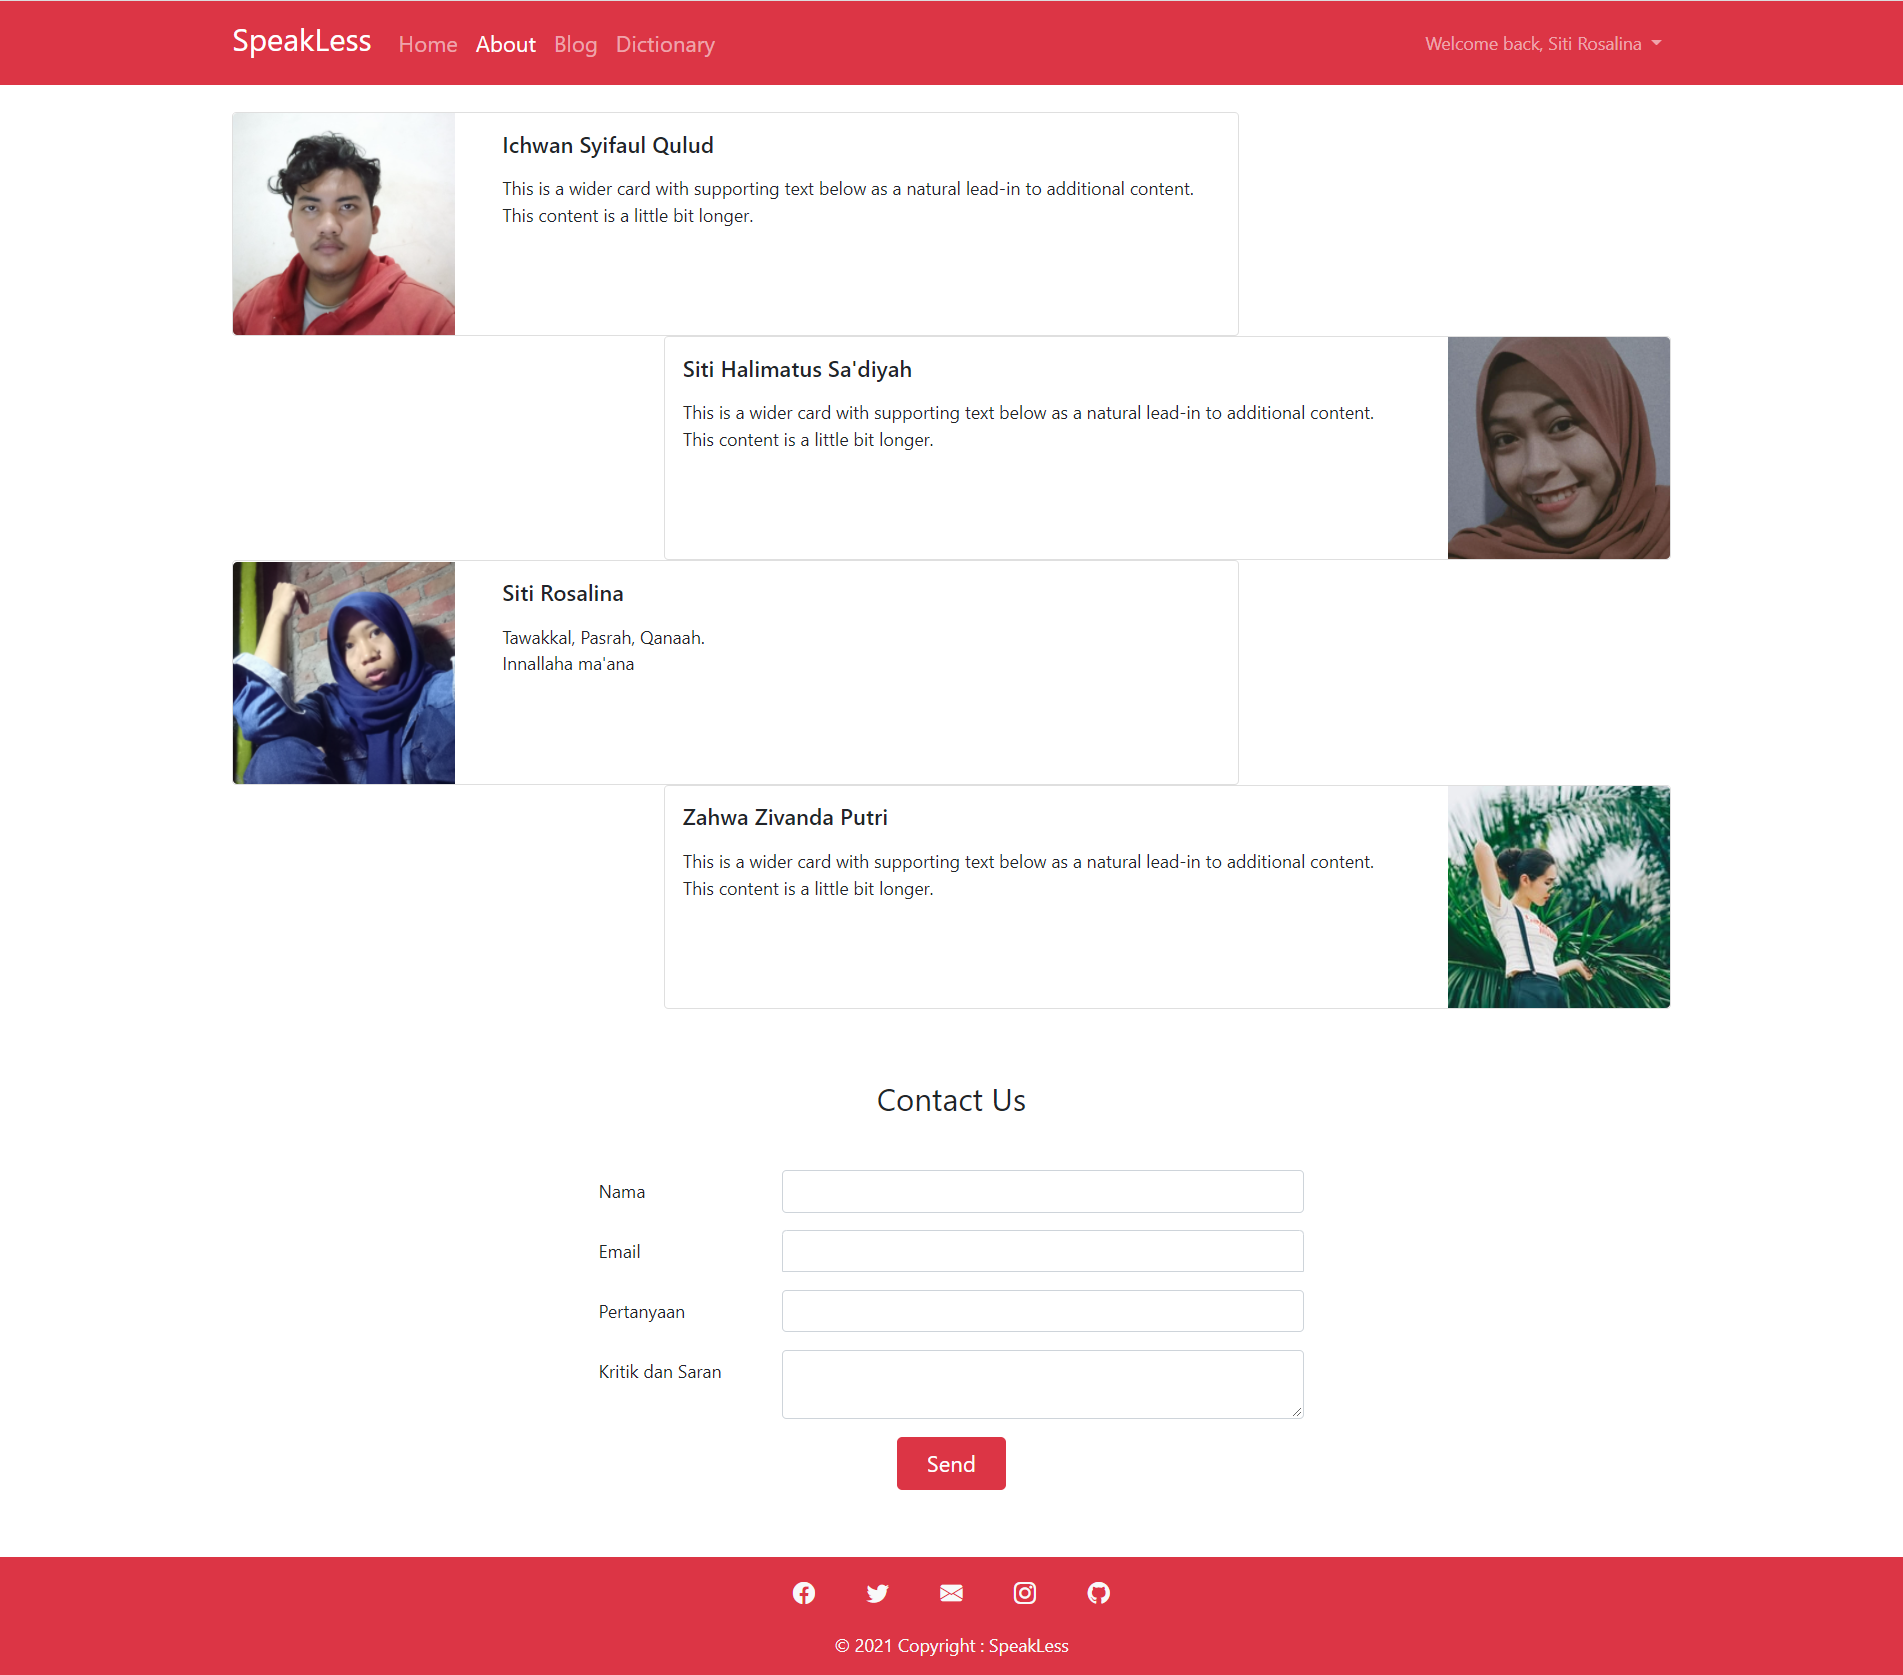 SpeakLess Home About Blog Dictionary Welcome back, Siti Rosalina
Ichwan Syifaul Qulud
This is a wider card with supporting text below as a natural lead-in to additional content.
This content is a little bit longer.
Siti Halimatus Sa'diyah
This is a wider card with supporting text below as a natural lead-in to additional content.
This content is a little bit longer.
Siti Rosalina
Tawakkal, Pasrah, Qanaah.
Innallaha ma'ana
Zahwa Zivanda Putri
This is a wider card with supporting text below as a natural lead-in to additional content.
This content is a little bit longer.
Contact Us
Nama
Email
Pertanyaan
Kritik dan Saran
Send
© 2021 Copyright : SpeakLess